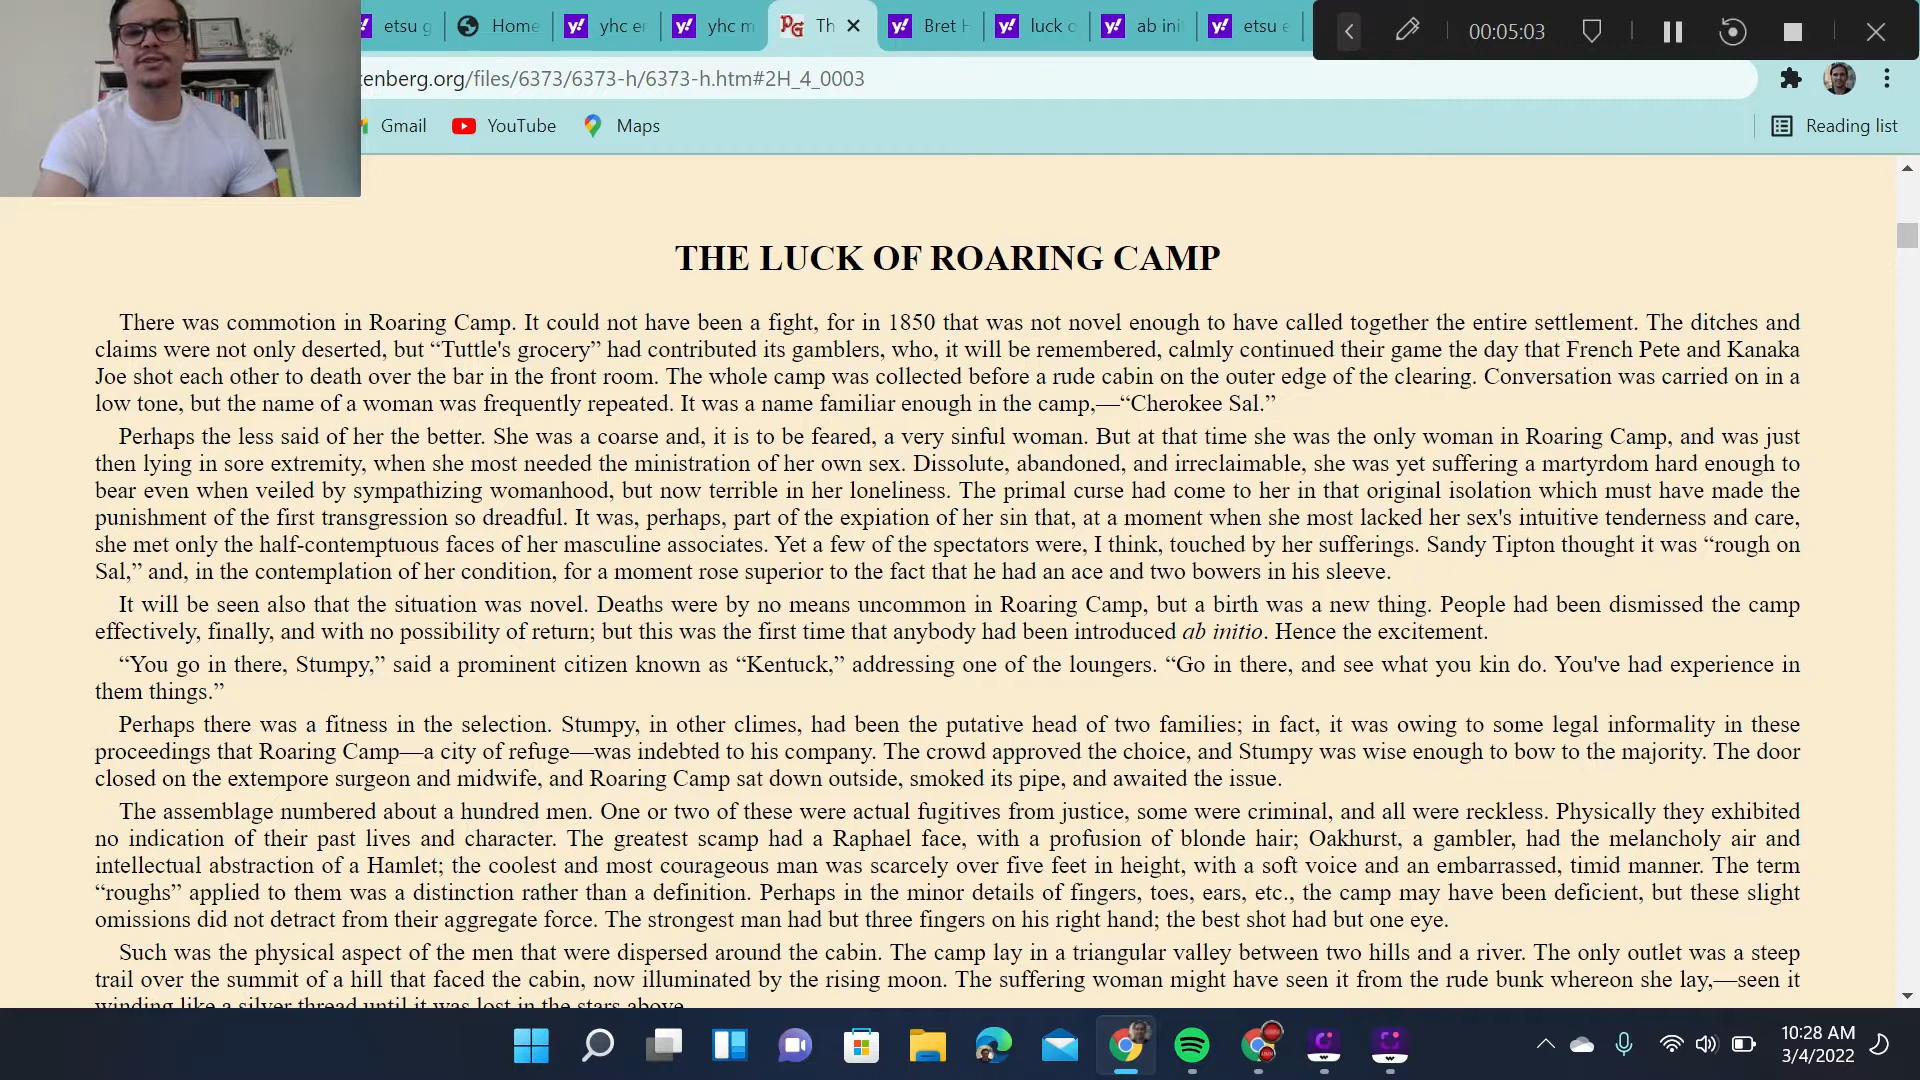 etsu g
Home
yhc er
yhc m
Th
Bret H
luck o
ab ini
etsu e
00:05:03
tenberg.org/files/6373/6373-h/6373-h.htm#2H_4_0003
Gmail
YouTube
Maps
Reading list
THE LUCK OF ROARING CAMP
There was commotion in Roaring Camp. It could not have been a fight, for in 1850 that was not novel enough to have called together the entire settlement. The ditches and
claims were not only deserted, but “Tuttle's grocery” had contributed its gamblers, who, it will be remembered, calmly continued their game the day that French Pete and Kanaka
Joe shot each other to death over the bar in the front room. The whole camp was collected before a rude cabin on the outer edge of the clearing. Conversation was carried on in a
low tone, but the name of a woman was frequently repeated. It was a name familiar enough in the camp,—“Cherokee Sal.”
Perhaps the less said of her the better. She was a coarse and, it is to be feared, a very sinful woman. But at that time she was the only woman in Roaring Camp, and was just
then lying in sore extremity, when she most needed the ministration of her own sex. Dissolute, abandoned, and irreclaimable, she was yet suffering a martyrdom hard enough to
bear even when veiled by sympathizing womanhood, but now terrible in her loneliness. The primal curse had come to her in that original isolation which must have made the
punishment of the first transgression so dreadful. It was, perhaps, part of the expiation of her sin that, at a moment when she most lacked her sex's intuitive tenderness and care,
she met only the half-contemptuous faces of her masculine associates. Yet a few of the spectators were, I think, touched by her sufferings. Sandy Tipton thought it was “rough on
Sal,” and, in the contemplation of her condition, for a moment rose superior to the fact that he had an ace and two bowers in his sleeve.
It will be seen also that the situation was novel. Deaths were by no means uncommon in Roaring Camp, but a birth was a new thing. People had been dismissed the camp
effectively, finally, and with no possibility of return; but this was the first time that anybody had been introduced ab initio. Hence the excitement.
“You go in there, Stumpy,” said a prominent citizen known as “Kentuck,” addressing one of the loungers. “Go in there, and see what you kin do. You've had experience in
them things.”
Perhaps there was a fitness in the selection. Stumpy, in other climes, had been the putative head of two families; in fact, it was owing to some legal informality in these
proceedings that Roaring Camp—a city of refuge—was indebted to his company. The crowd approved the choice, and Stumpy was wise enough to bow to the majority. The door
closed on the extempore surgeon and midwife, and Roaring Camp sat down outside, smoked its pipe, and awaited the issue.
The assemblage numbered about a hundred men. One or two of these were actual fugitives from justice, some were criminal, and all were reckless. Physically they exhibited
no indication of their past lives and character. The greatest scamp had a Raphael face, with a profusion of blonde hair; Oakhurst, a gambler, had the melancholy air and
intellectual abstraction of a Hamlet; the coolest and most courageous man was scarcely over five feet in height, with a soft voice and an embarrassed, timid manner. The term
“roughs” applied to them was a distinction rather than a definition. Perhaps in the minor details of fingers, toes, ears, etc., the camp may have been deficient, but these slight
omissions did not detract from their aggregate force. The strongest man had but three fingers on his right hand; the best shot had but one eye.
Such was the physical aspect of the men that were dispersed around the cabin. The camp lay in a triangular valley between two hills and a river. The only outlet was a steep
trail over the summit of a hill that faced the cabin, now illuminated by the rising moon. The suffering woman might have seen it from the rude bunk whereon she lay,—seen it
winding like a silver thread until it was lost in the stars above.
10:28 AM
3/4/2022